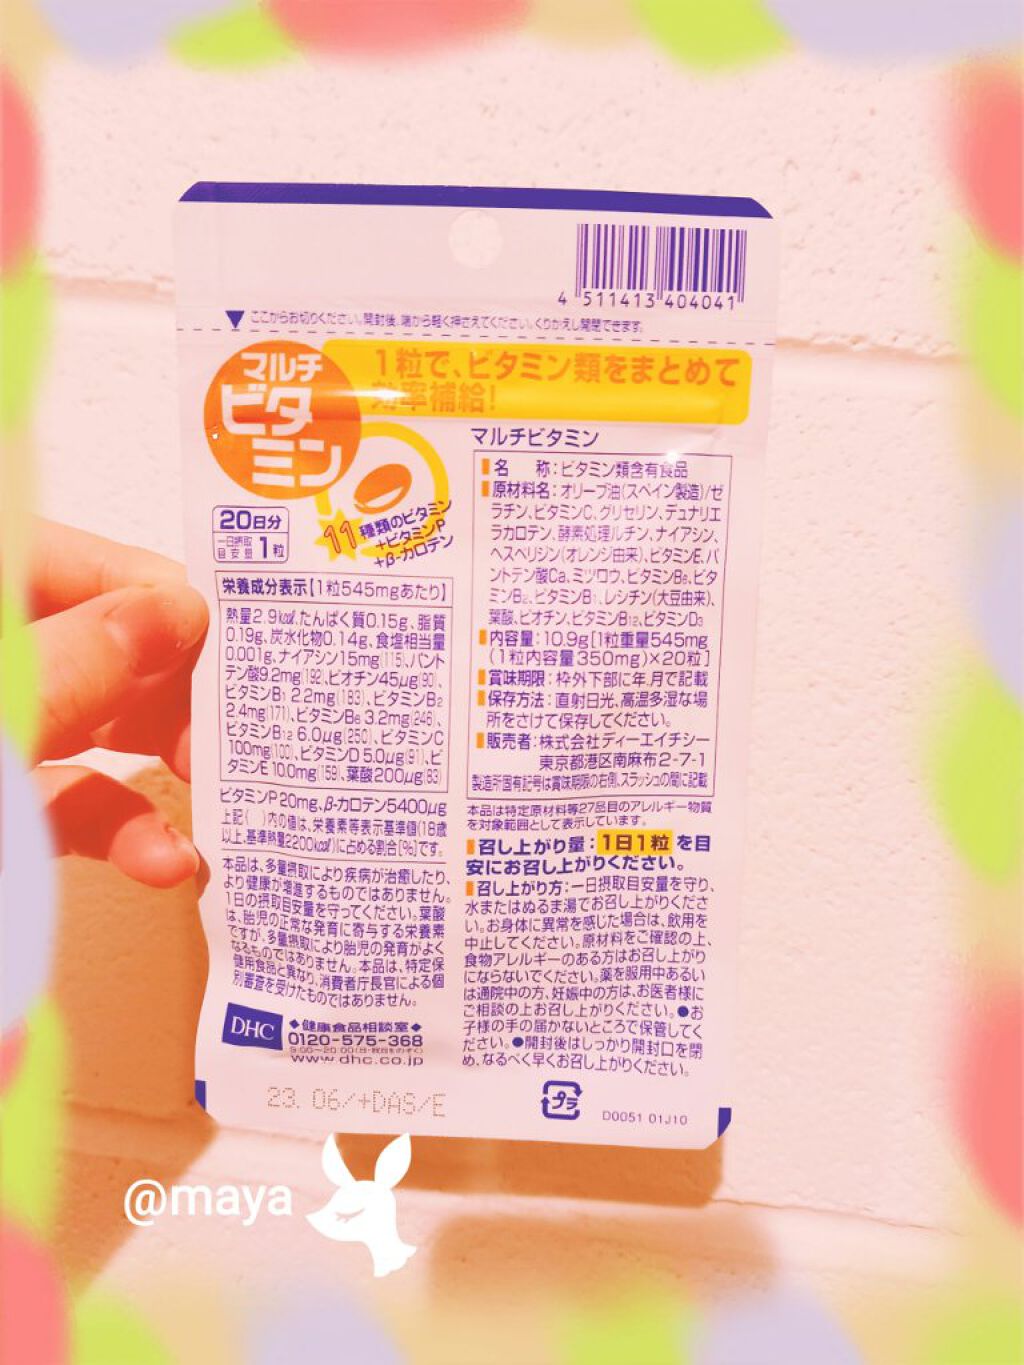 4 511413 404041
ここからお切りください。開封後、端から軽く押さえてください。くりかえし開閉できます。
マルチ
ビタ
ミン
1粒で、ビタミン類をまとめて
効率補給!
20日分
一日摂取
目安量 1粒
11種類のビタミン
+ビタミンP
+β-カロテン
栄養成分表示【1粒545mgあたり】
熱量2.9kcal、たんぱく質0.15g、脂質
0.19g、炭水化物0.14g、食塩相当量
0.001g、ナイアシン15mg(115)、パント
テン酸9.2mg(192)、ビオチン45μg(90)、
ビタミンB₁ 2.2mg(183)、ビタミンB₂
2.4mg(171)、ビタミンB₆ 3.2mg(246)、
ビタミンB₁₂ 6.0μg(250)、ビタミンC
100mg(100)、ビタミンD 5.0μg(91)、ビ
タミンE 10.0mg(159)、葉酸200μg(83)
ビタミンP 20mg、β-カロテン5400μg
上記( )内の値は、栄養素等表示基準値(18歳
以上、基準熱量2200kcal)に占める割合[%]です。
本品は、多量摂取により疾病が治癒したり、
より健康が増進するものではありません。
1日の摂取目安量を守ってください。葉酸
は、胎児の正常な発育に寄与する栄養素
ですが、多量摂取により胎児の発育がよく
なるものではありません。本品は、特定保
健用食品と異なり、消費者庁長官による個
別審査を受けたものではありません。
DHC
◆健康食品相談室◆
0120-575-368
9:00~20:00(日・祝日をのぞく)
www.dhc.co.jp
マルチビタミン
名 称:ビタミン類含有食品
原材料名:オリーブ油(スペイン製造)/ゼ
ラチン、ビタミンC、グリセリン、デュナリエ
ラカロテン、酵素処理ルチン、ナイアシン、
ヘスペリジン(オレンジ由来)、ビタミンE、パ
ントテン酸Ca、ミツロウ、ビタミンB₆、ビタ
ミンB₂、ビタミンB₁、レシチン(大豆由来)、
葉酸、ビオチン、ビタミンB₁₂、ビタミンD₃
内容量:10.9g[1粒重量545mg
(1粒内容量350mg)×20粒]
賞味期限:枠外下部に年、月で記載
保存方法:直射日光、高温多湿な場
所をさけて保存してください。
販売者:株式会社ディーエイチシー
東京都港区南麻布2-7-1
製造所固有記号は賞味期限の右側、スラッシュの間に記載
本品は特定原材料等27品目のアレルギー物質
を対象範囲として表示しています。
召し上がり量:1日1粒を目
安にお召し上がりください。
召し上がり方:一日摂取目安量を守り、
水またはぬるま湯でお召し上がりくださ
い。お身体に異常を感じた場合は、飲用を
中止してください。原材料をご確認の上、
食物アレルギーのある方はお召し上がり
にならないでください。薬を服用中あるい
は通院中の方、妊娠中の方は、お医者様に
ご相談の上お召し上がりください。●お
子様の手の届かないところで保管してく
ださい。●開封後はしっかり開封口を閉
め、なるべく早くお召し上がりください。
23. 06/+DAS/E
プラ
D0051 01J10
@maya